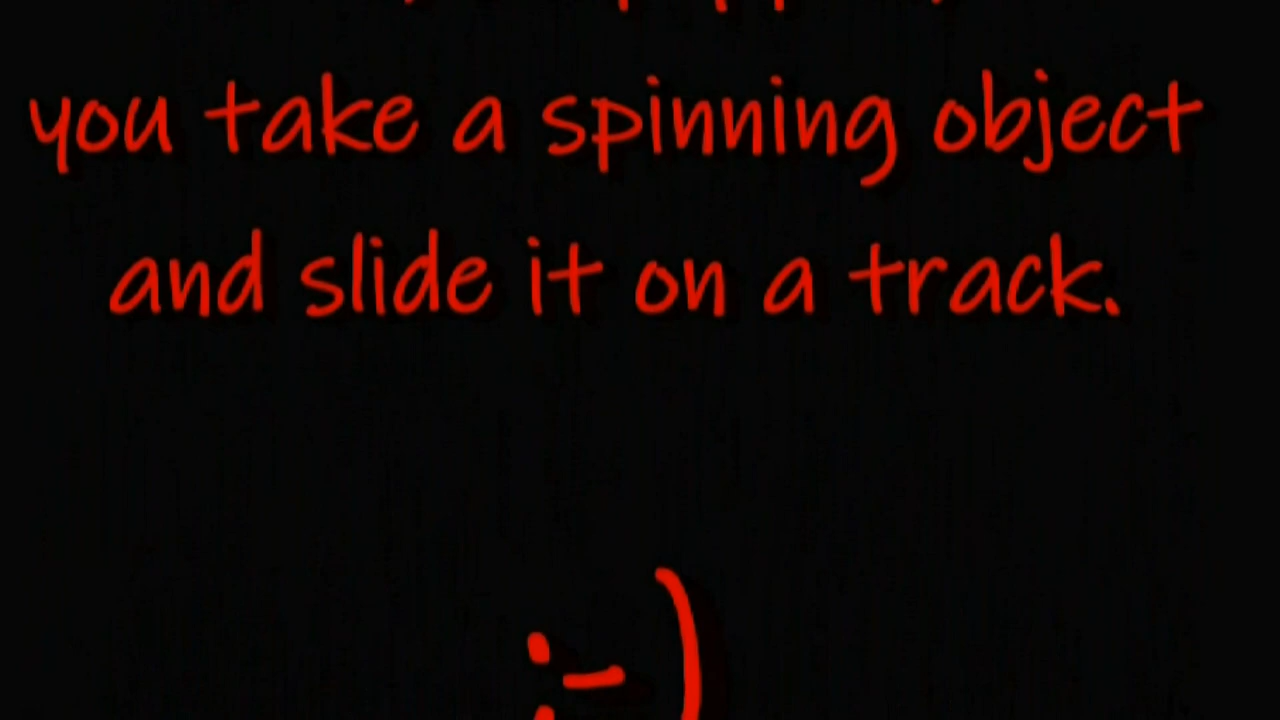 you take a spinning object
and slide it on a track.
:-)